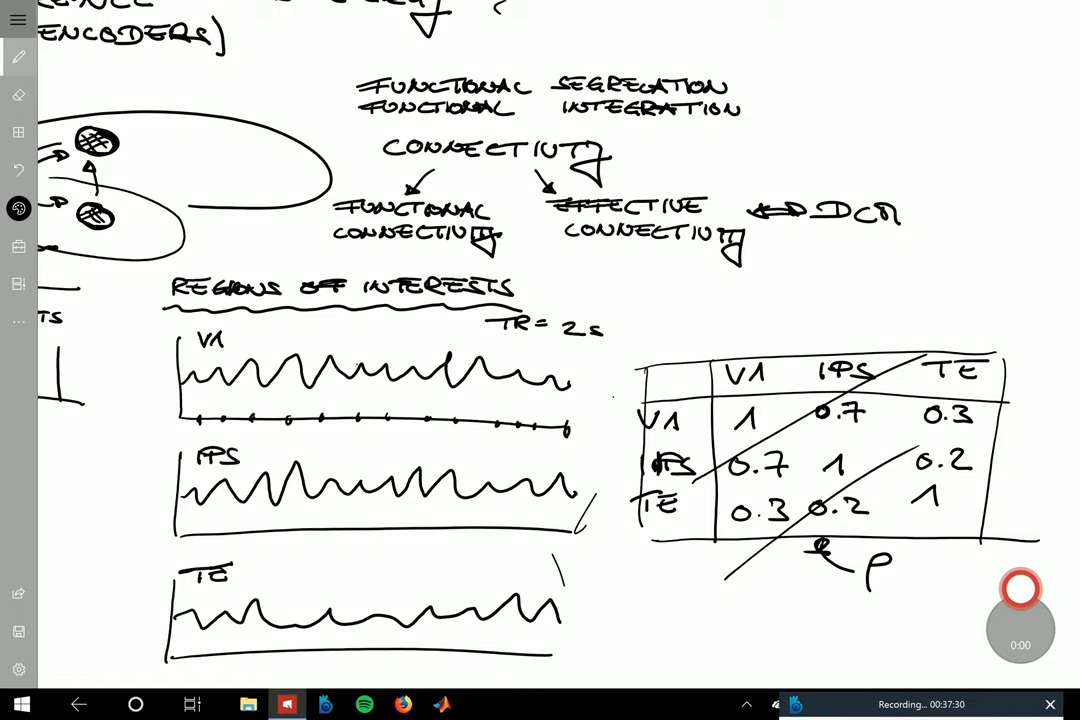 ENCODERS)
FUNCTIONAL SEGREGATION
FUNCTIONAL INTEGRATION
CONNECTIVITY
FUNCTIONAL CONNECTIVITY
EFFECTIVE CONNECTIVITY
DCM
REGIONS OFF INTERESTS
TR = 2s
TS
V1
IPS
TE
V1 IPS TE
V1 1 0.7 0.3
IPS 0.7 1 0.2
TE 0.3 0.2 1
ρ
0:00
Recording... 00:37:30